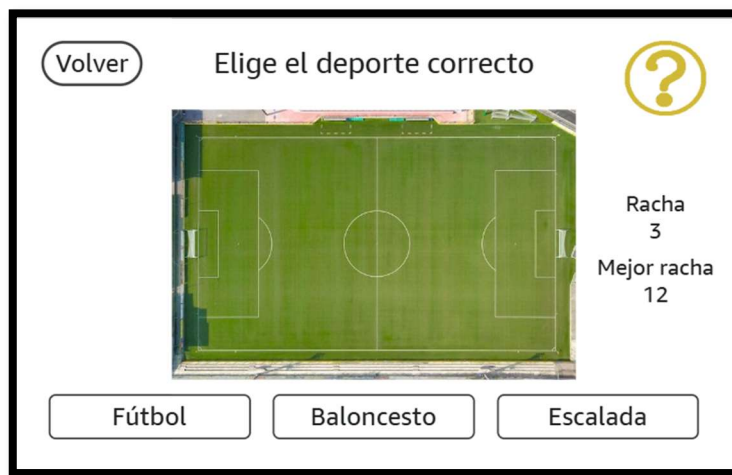 Volver
Elige el deporte correcto
?
Racha
3
Mejor racha
12
Fútbol
Baloncesto
Escalada